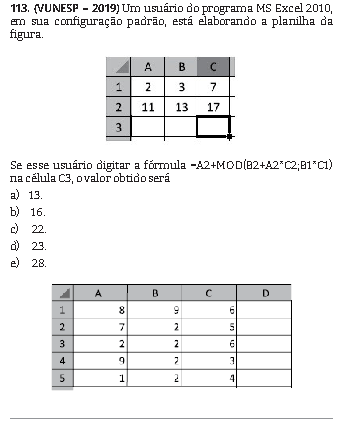 113. (VUNESP – 2019) Um usuário do programa MS Excel 2010,
em sua configuração padrão, está elaborando a planilha da
figura.
A B C
1 2 3 7
2 11 13 17
3
Se esse usuário digitar a fórmula =A2+MOD(B2+A2*C2;B1*C1)
na célula C3, o valor obtido será
a) 13.
b) 16.
c) 22.
d) 23.
e) 28.
A B C D
1 8 9 6
2 7 2 5
3 2 2 6
4 9 2 3
5 1 2 4